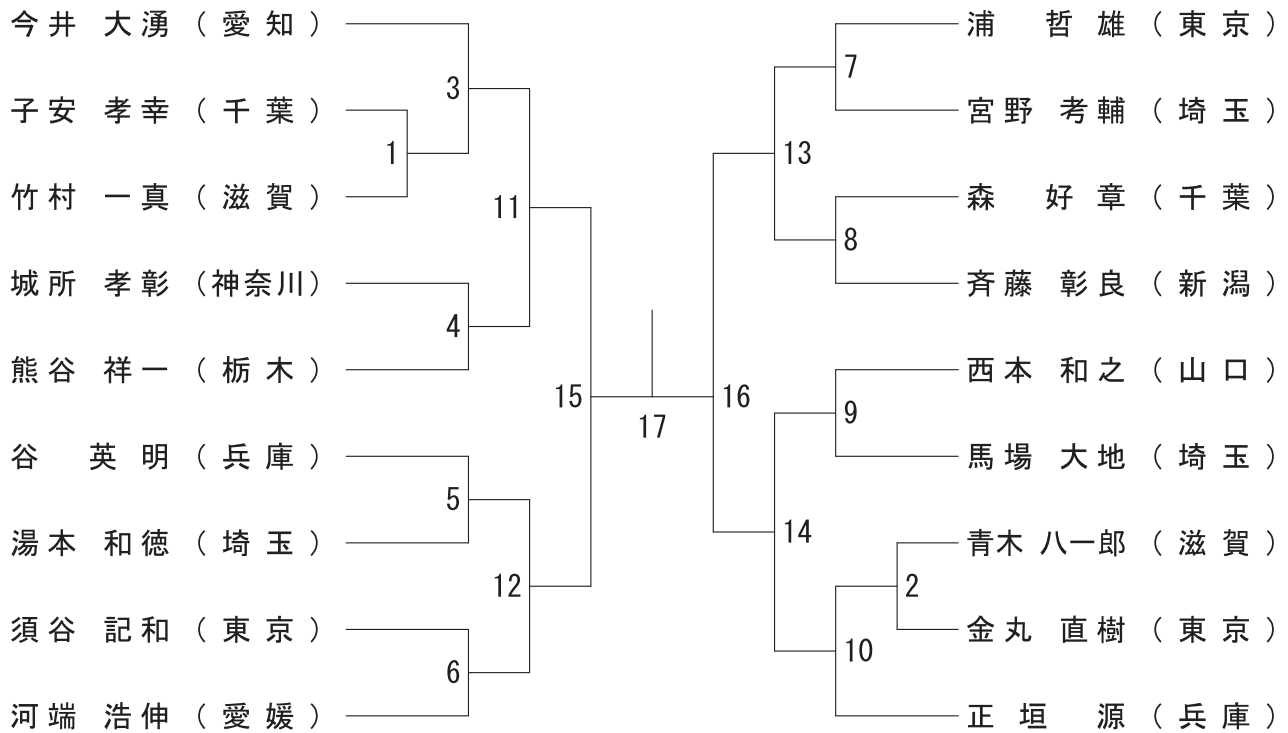 今井 大湧（愛知）
3
子安 孝幸（千葉）
1
竹村 一真（滋賀）
11
城所 孝彰（神奈川）
4
熊谷 祥一（栃木）
15
谷 英明（兵庫）
5
湯本 和徳（埼玉）
12
須谷 記和（東京）
6
河端 浩伸（愛媛）
17
浦 哲雄（東京）
7
宮野 考輔（埼玉）
13
森 好章（千葉）
8
斉藤 彰良（新潟）
16
西本 和之（山口）
9
馬場 大地（埼玉）
14
青木 八一郎（滋賀）
2
金丸 直樹（東京）
10
正垣 源（兵庫）